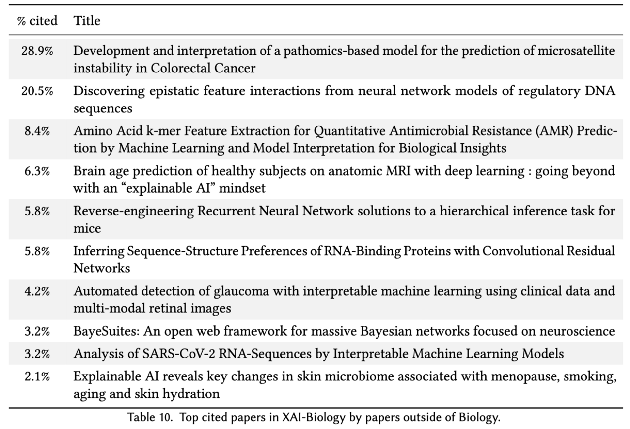 % cited Title
28.9% Development and interpretation of a pathomics-based model for the prediction of microsatellite
instability in Colorectal Cancer
20.5% Discovering epistatic feature interactions from neural network models of regulatory DNA
sequences
8.4% Amino Acid k-mer Feature Extraction for Quantitative Antimicrobial Resistance (AMR) Predic-
tion by Machine Learning and Model Interpretation for Biological Insights
6.3% Brain age prediction of healthy subjects on anatomic MRI with deep learning : going beyond
with an “explainable AI” mindset
5.8% Reverse-engineering Recurrent Neural Network solutions to a hierarchical inference task for
mice
5.8% Inferring Sequence-Structure Preferences of RNA-Binding Proteins with Convolutional Residual
Networks
4.2% Automated detection of glaucoma with interpretable machine learning using clinical data and
multi-modal retinal images
3.2% BayeSuites: An open web framework for massive Bayesian networks focused on neuroscience
3.2% Analysis of SARS-CoV-2 RNA-Sequences by Interpretable Machine Learning Models
2.1% Explainable AI reveals key changes in skin microbiome associated with menopause, smoking,
aging and skin hydration
Table 10. Top cited papers in XAI-Biology by papers outside of Biology.